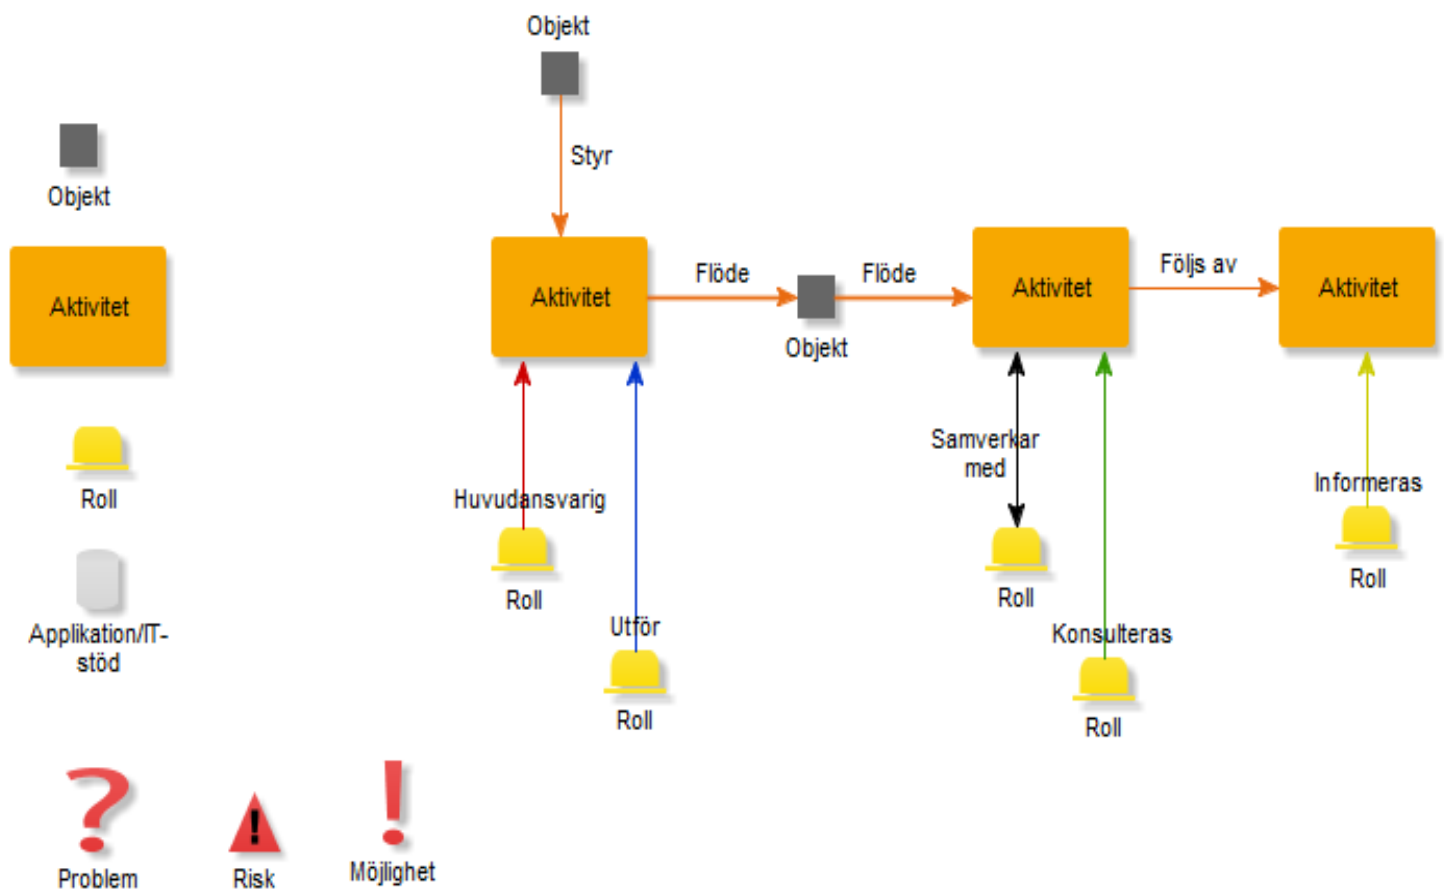 Objekt
Styr
Objekt
Aktivitet
Aktivitet
Flöde
Flöde
Objekt
Aktivitet
Följs av
Aktivitet
Roll
Huvudansvarig
Roll
Samverkar
med
Roll
Informeras
Roll
Applikation/IT-
stöd
Utför
Roll
Konsulteras
Roll
Problem
Risk
Möjlighet